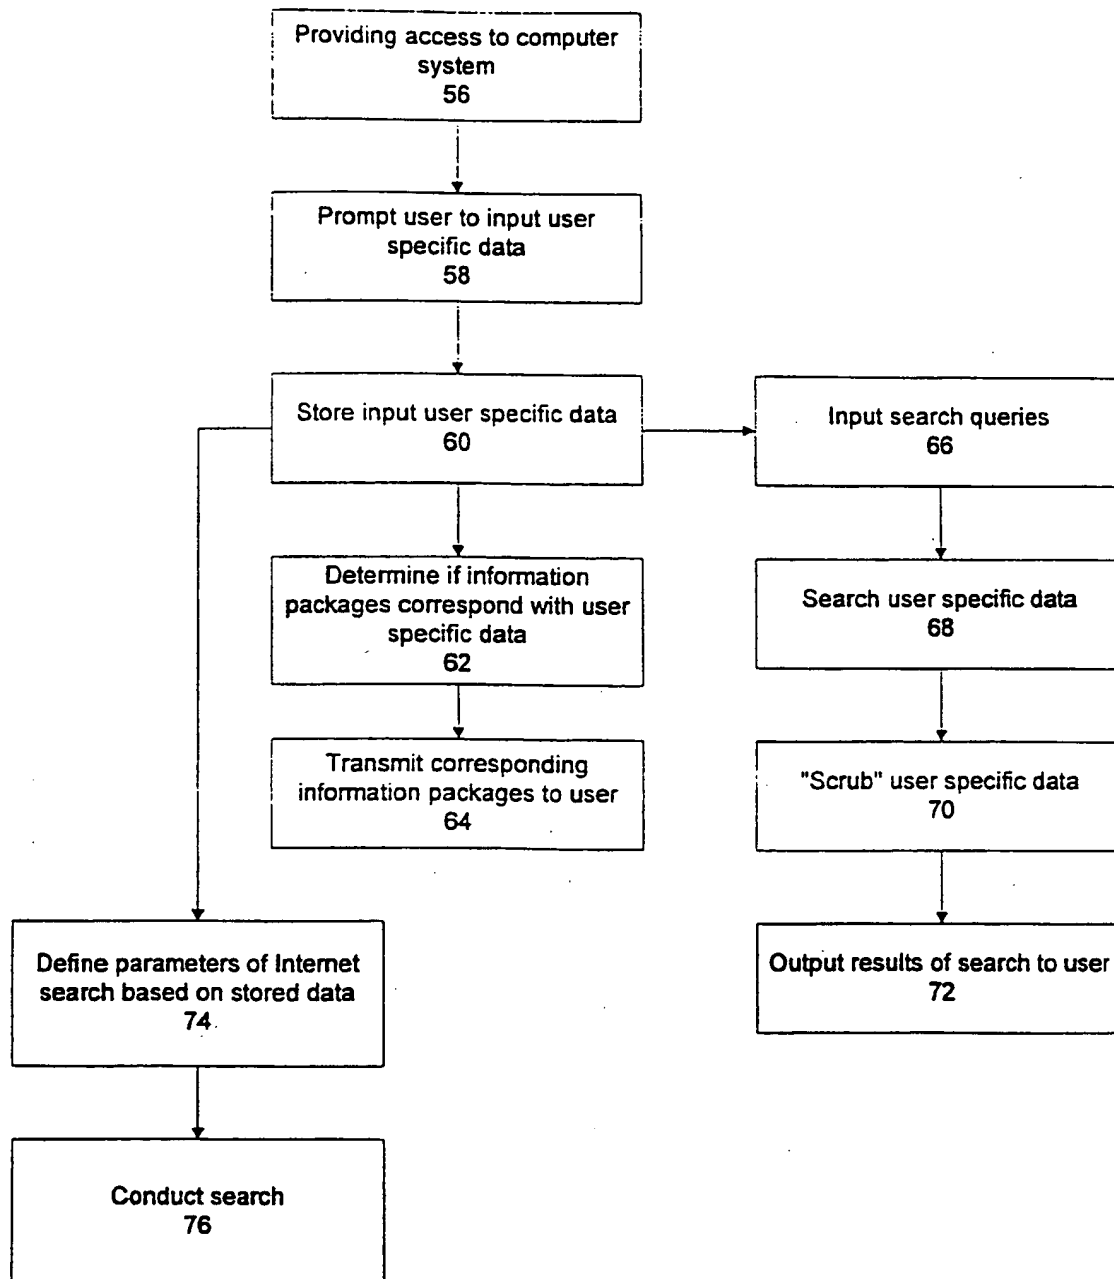 Providing access to computer
system
56
Prompt user to input user
specific data
58
Store input user specific data
60
Input search queries
66
Determine if information
packages correspond with user
specific data
62
Search user specific data
68
Transmit corresponding
information packages to user
64
"Scrub" user specific data
70
Define parameters of Internet
search based on stored data
74
Output results of search to user
72
Conduct search
76